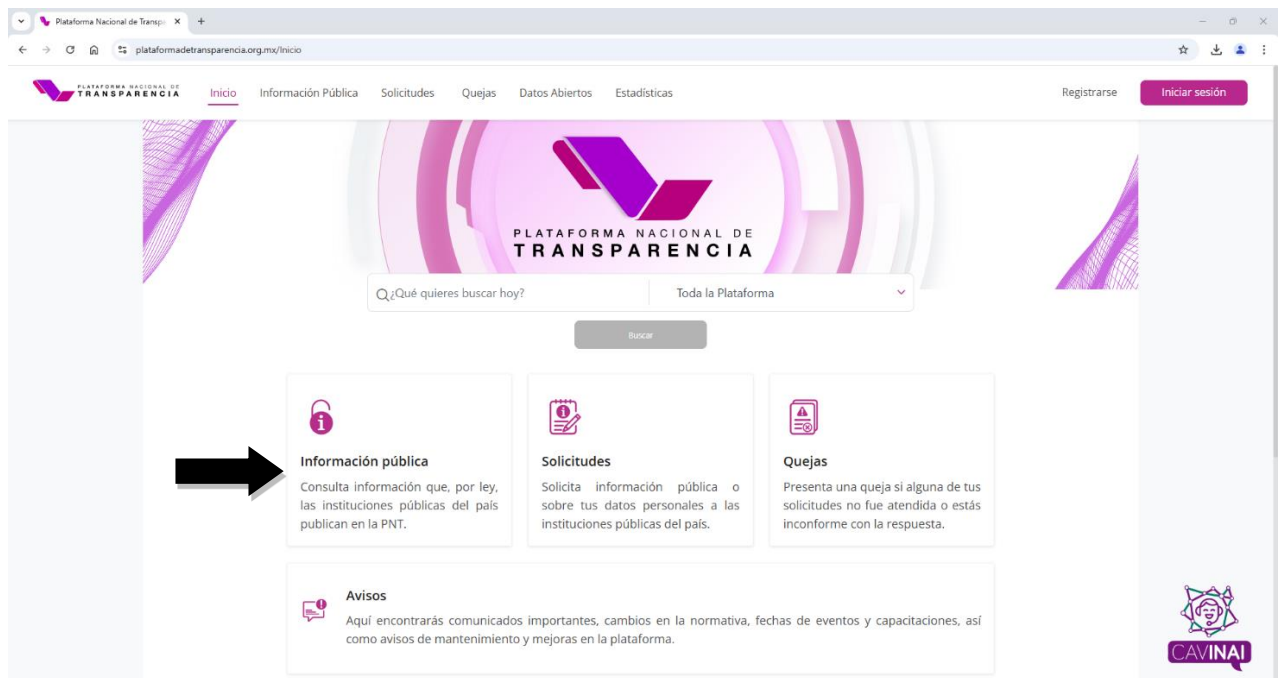 Plataforma Nacional de Transp
plataformadetransparencia.org.mx/Inicio
PLATAFORMA NACIONAL DE
TRANSPARENCIA
Inicio
Información Pública
Solicitudes
Quejas
Datos Abiertos
Estadísticas
Registrarse
Iniciar sesión
PLATAFORMA NACIONAL DE
TRANSPARENCIA
¿Qué quieres buscar hoy?
Toda la Plataforma
Buscar
Información pública
Consulta información que, por ley,
las instituciones públicas del país
publican en la PNT.
Solicitudes
Solicita información pública o
sobre tus datos personales a las
instituciones públicas del país.
Quejas
Presenta una queja si alguna de tus
solicitudes no fue atendida o estás
inconforme con la respuesta.
Avisos
Aquí encontrarás comunicados importantes, cambios en la normativa, fechas de eventos y capacitaciones, así
como avisos de mantenimiento y mejoras en la plataforma.
CAVINAI